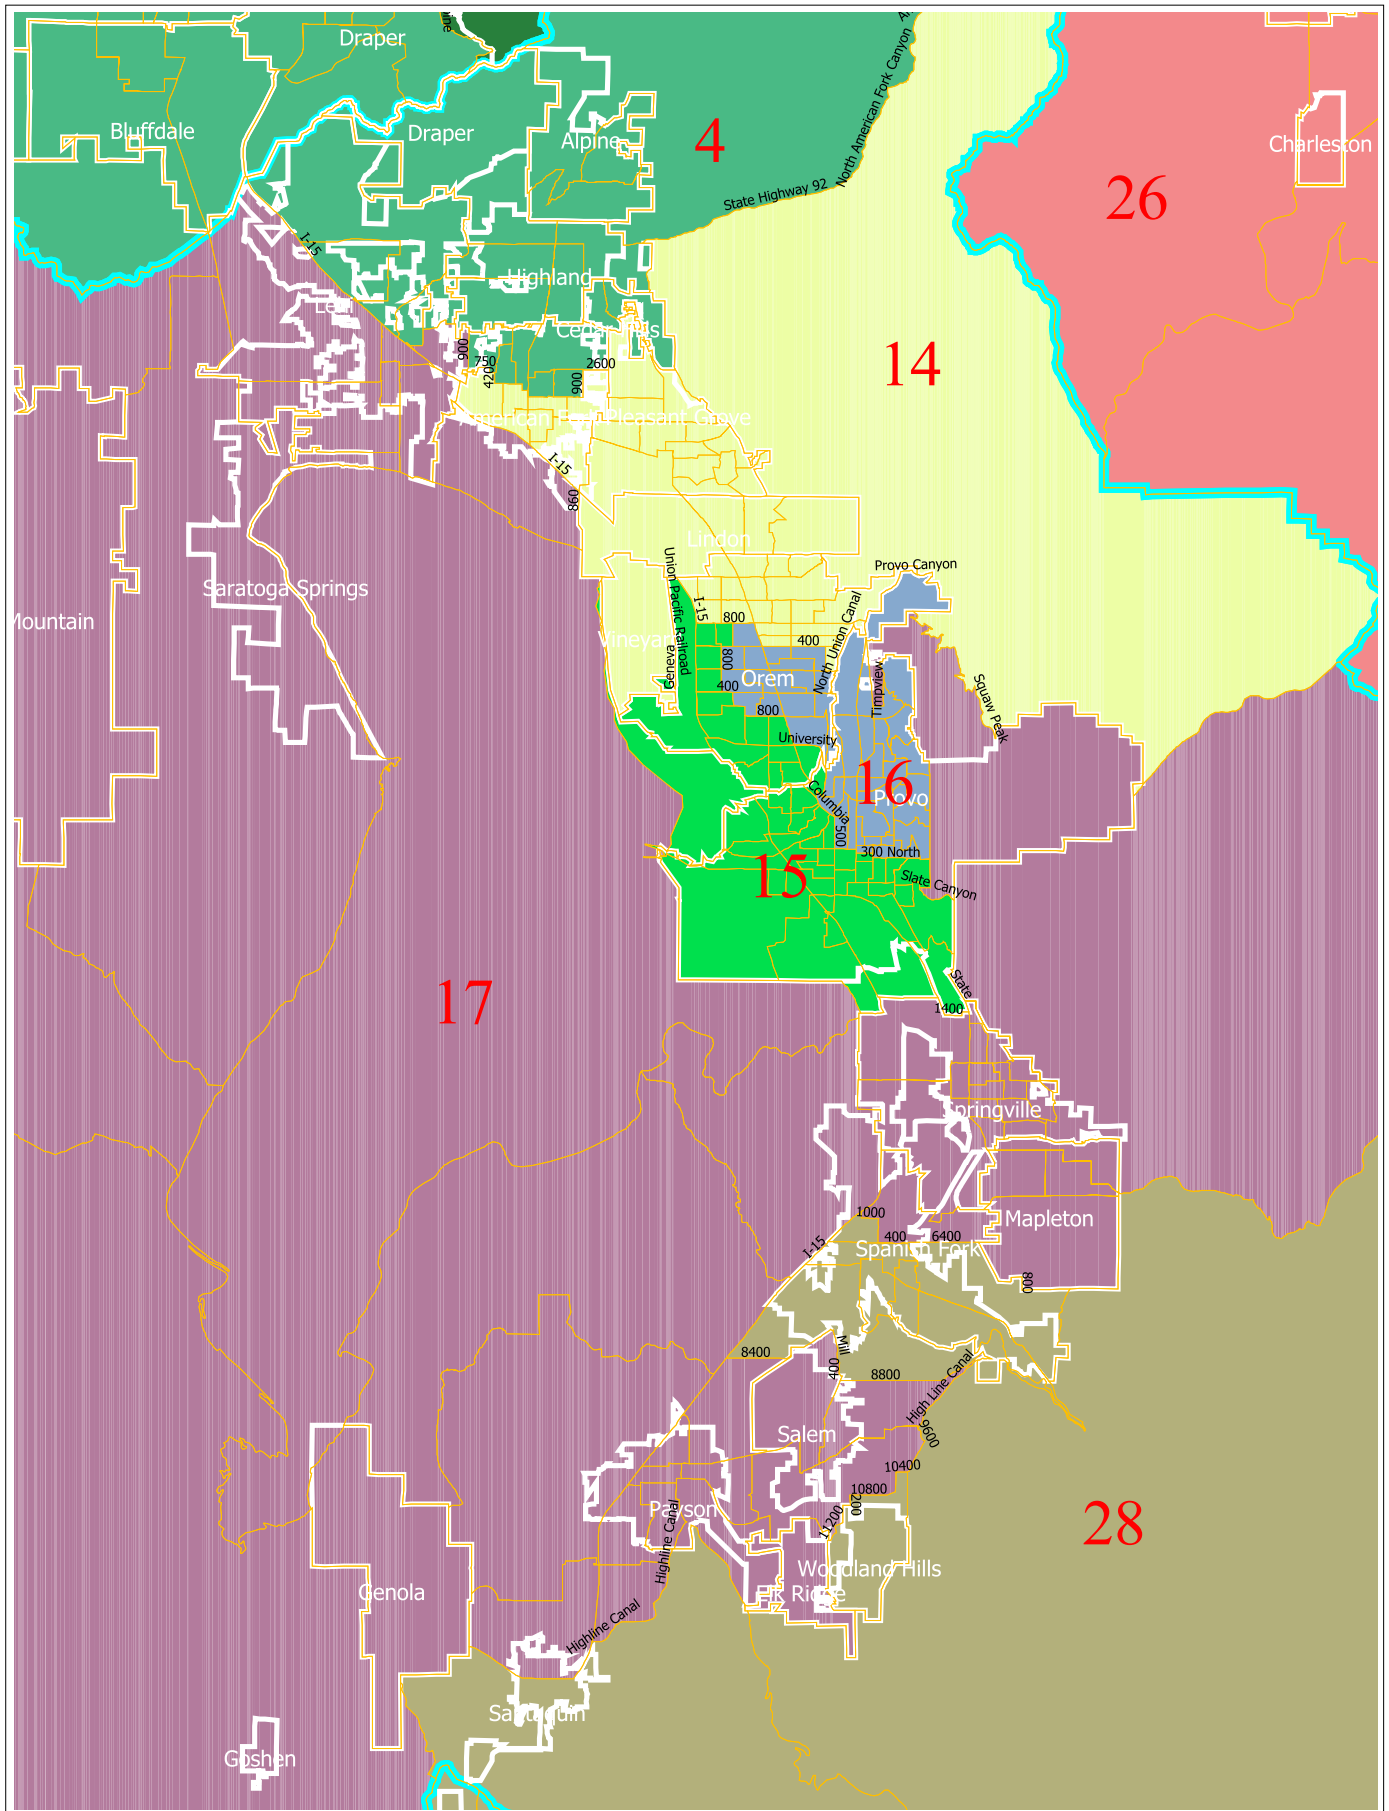 Draper
Bluffdale
Draper
Alpine
4
North American Fork Canyon
Charleston
State Highway 92
26
I-15
Highland
Cedar Hills
900
750
420
2600
900
14
American Fork
Pleasant Grove
I-15
860
Lindon
Provo Canyon
Saratoga Springs
Mountain
Union Pacific Railroad
I-15
800
400
North Union Canal
Vineyard
Geneva
800
400
Orem
Timpview
Squaw Peak
800
University
16
Columbia
Provo
500
300 North
15
Slate Canyon
State
17
1400
Springville
Mapleton
1000
400
6400
I-15
Spanish Fork
800
Mill
8400
400
8800
High Line Canal
Salem
9600
10400
10800
200
Payson
Highline Canal
11200
28
Woodland Hills
Elk Ridge
Genola
Highline Canal
Santaquin
Goshen